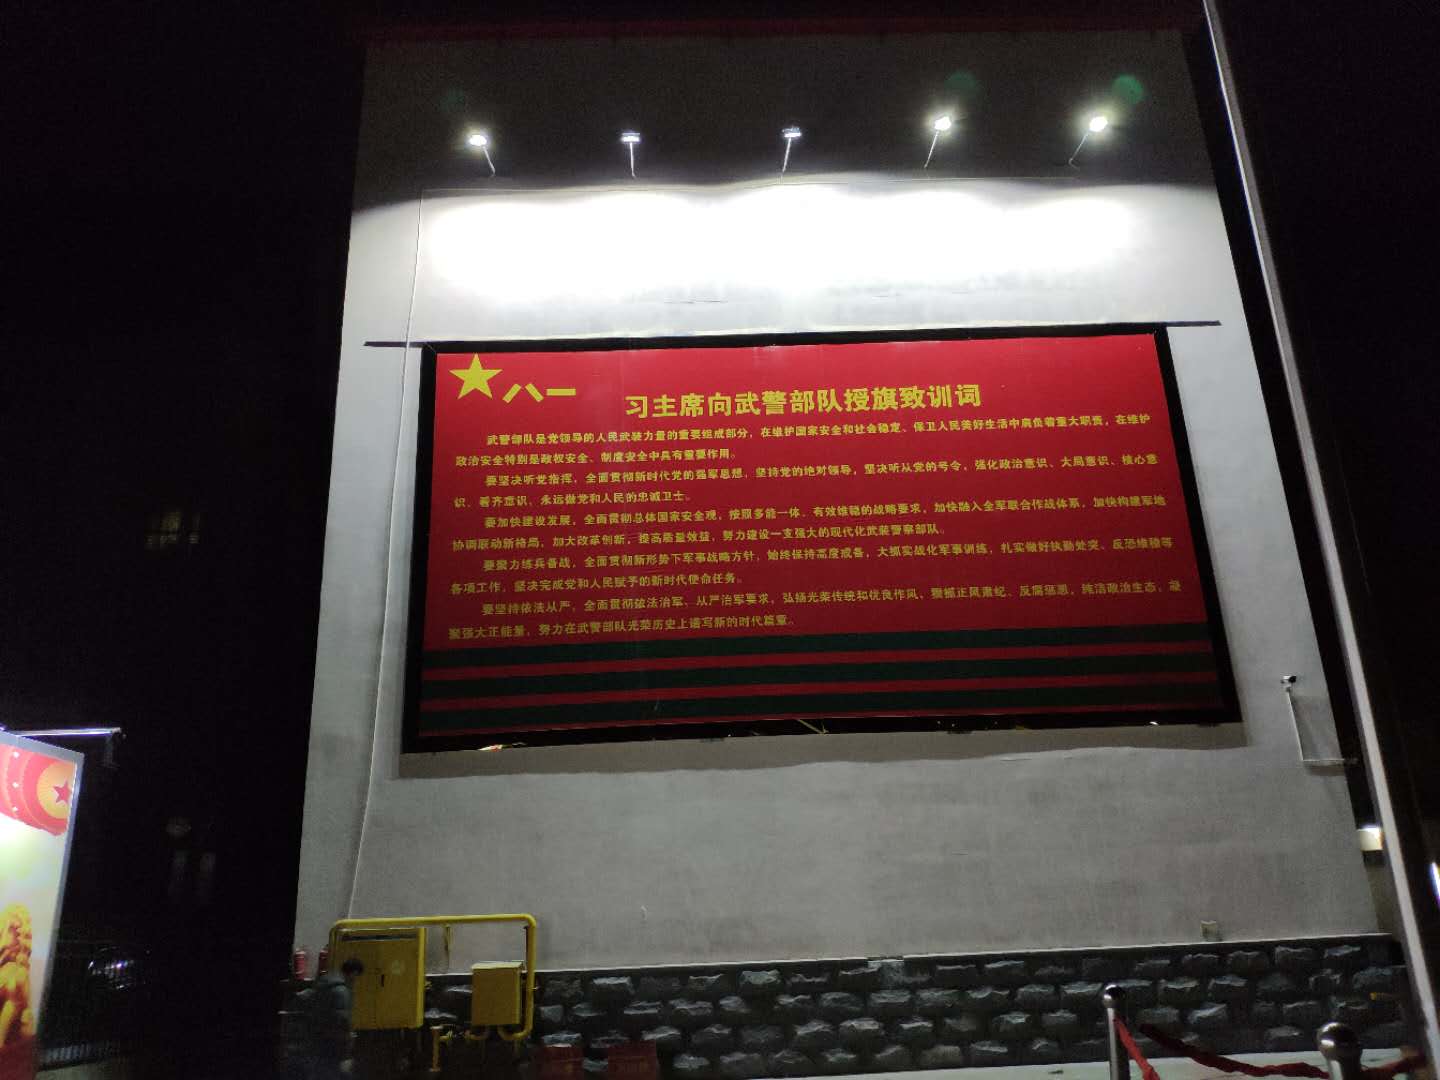 八一
习主席向武警部队授旗致训词
武警部队是党领导的人民武装力量的重要组成部分，在维护国家安全和社会稳定、保卫人民美好生活中肩负着重大职责，在维护
政治安全特别是政权安全、制度安全中具有重要作用。
要坚决听党指挥，全面贯彻新时代党的强军思想，坚持党的绝对领导，坚决听从党的号令，强化政治意识、大局意识、核心意
识、看齐意识，永远做党和人民的忠诚卫士。
要加快建设发展，全面贯彻总体国家安全观，按照多能一体、有效维稳的战略要求，加快融入全军联合作战体系，加快构建军地
协调联动新格局，加大改革创新，提高质量效益，努力建设一支强大的现代化武装警察部队。
要聚力练兵备战，全面贯彻新形势下军事战略方针，始终保持高度戒备，大抓实战化军事训练，扎实做好执勤处突、反恐维稳等
各项工作，坚决完成党和人民赋予的新时代使命任务。
要坚持依法从严，全面贯彻依法治军、从严治军要求，弘扬光荣传统和优良作风，狠抓正风肃纪、反腐惩恶，纯洁政治生态，凝
聚强大正能量，努力在武警部队光荣历史上谱写新的时代篇章。